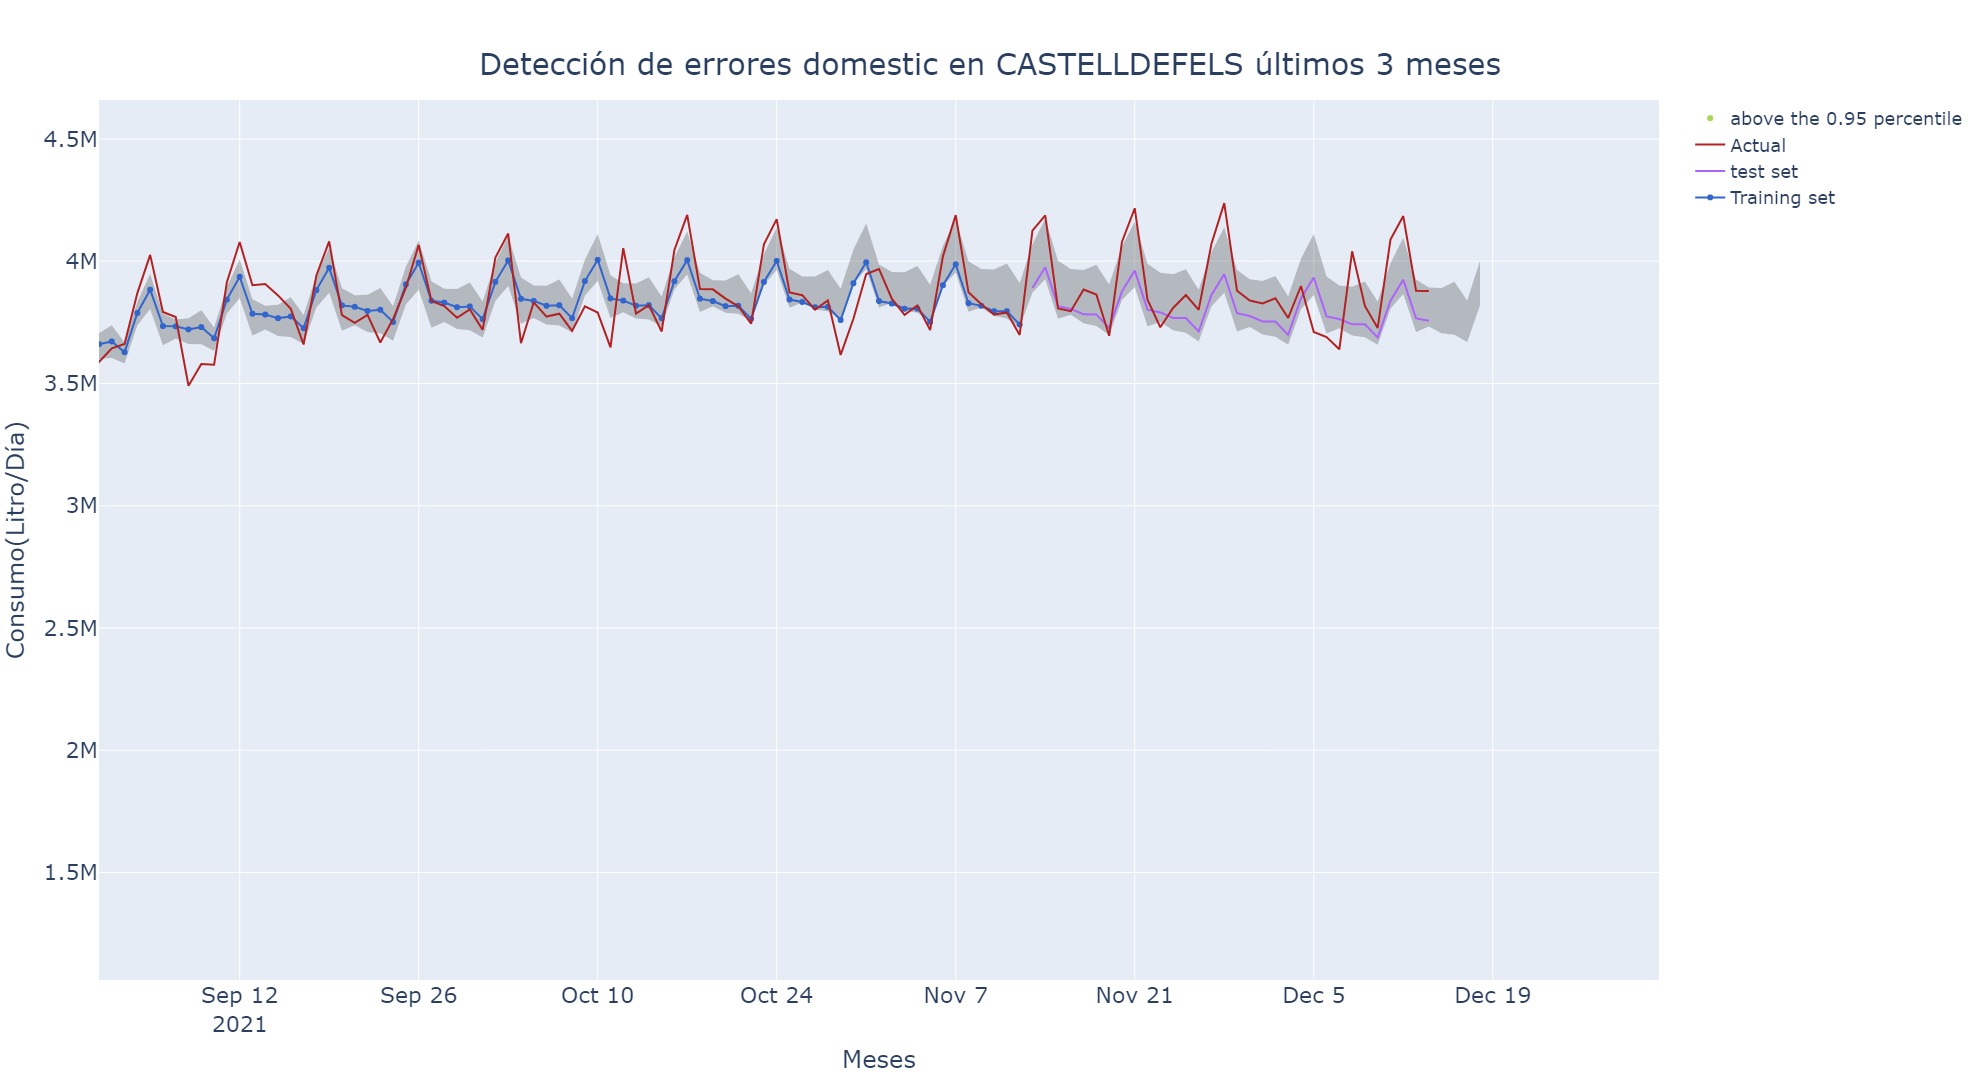 Detección de errores domestic en CASTELLDEFELS últimos 3 meses
above the 0.95 percentile
Actual
test set
Training set
4.5M
4M
3.5M
3M
2.5M
2M
1.5M
Consumo(Litro/Día)
Sep 12
2021
Sep 26
Oct 10
Oct 24
Nov 7
Nov 21
Dec 5
Dec 19
Meses